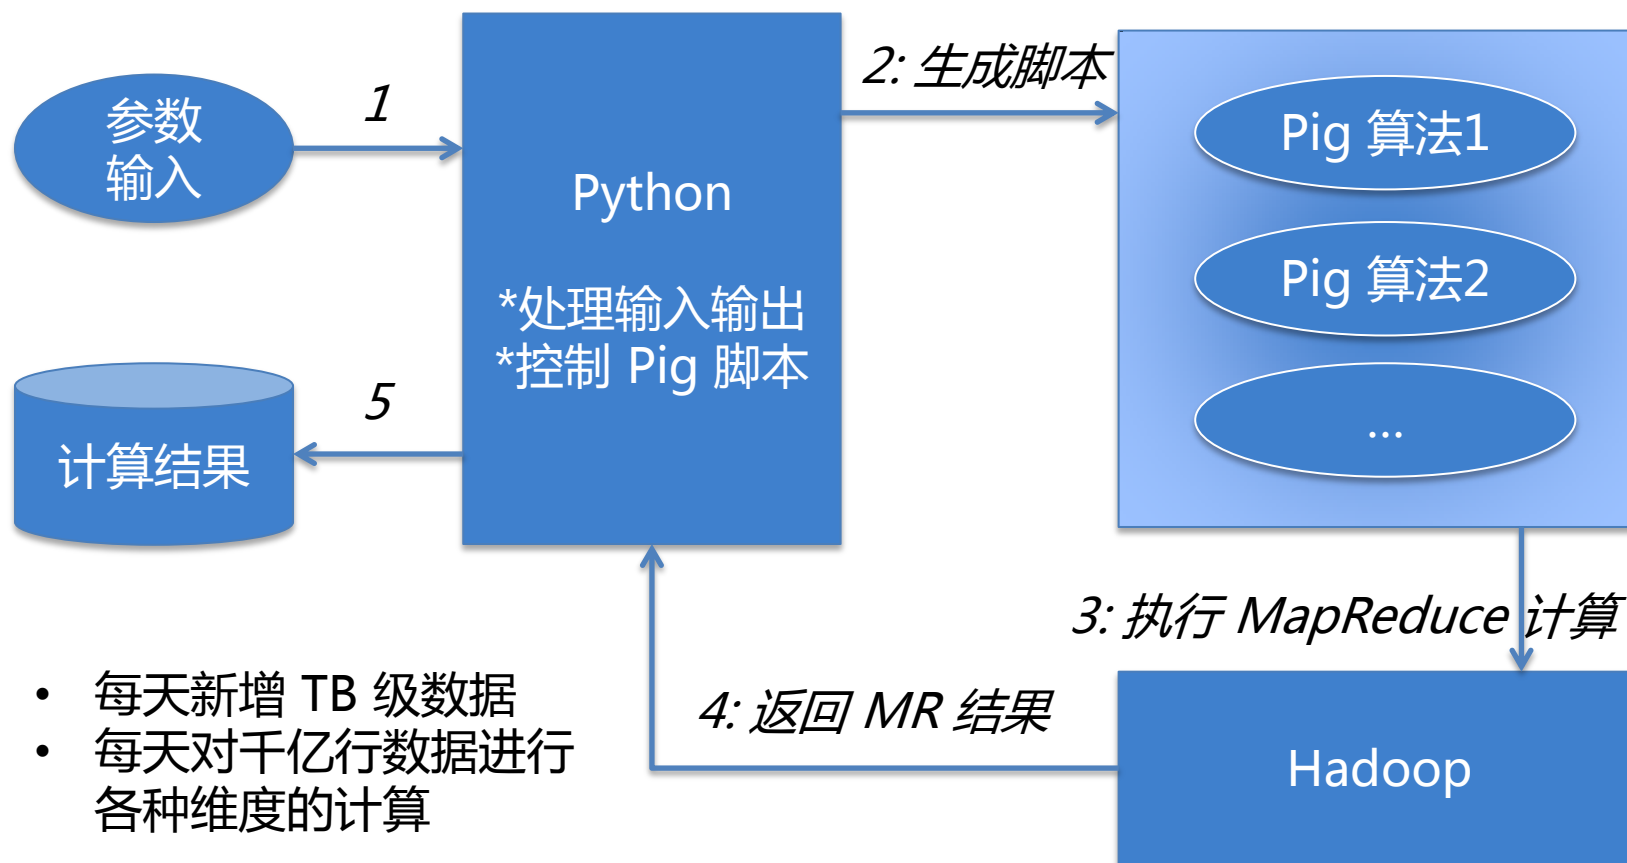 参数
输入
1
Python
*处理输入输出
*控制 Pig 脚本
2: 生成脚本
Pig 算法1
Pig 算法2
...
3: 执行 MapReduce 计算
Hadoop
4: 返回 MR 结果
5
计算结果
• 每天新增 TB 级数据
• 每天对千亿行数据进行
各种维度的计算